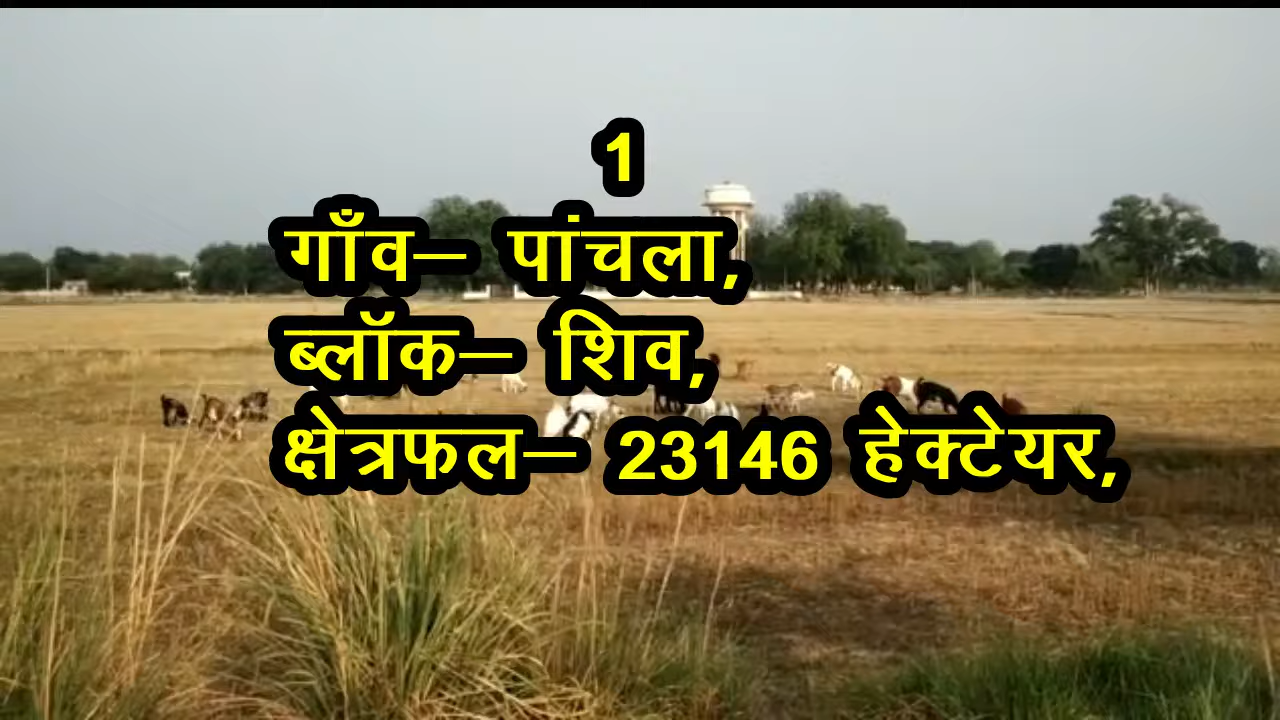 1
गाँव– पांचला,
ब्लॉक– शिव,
क्षेत्रफल– 23146 हेक्टेयर,